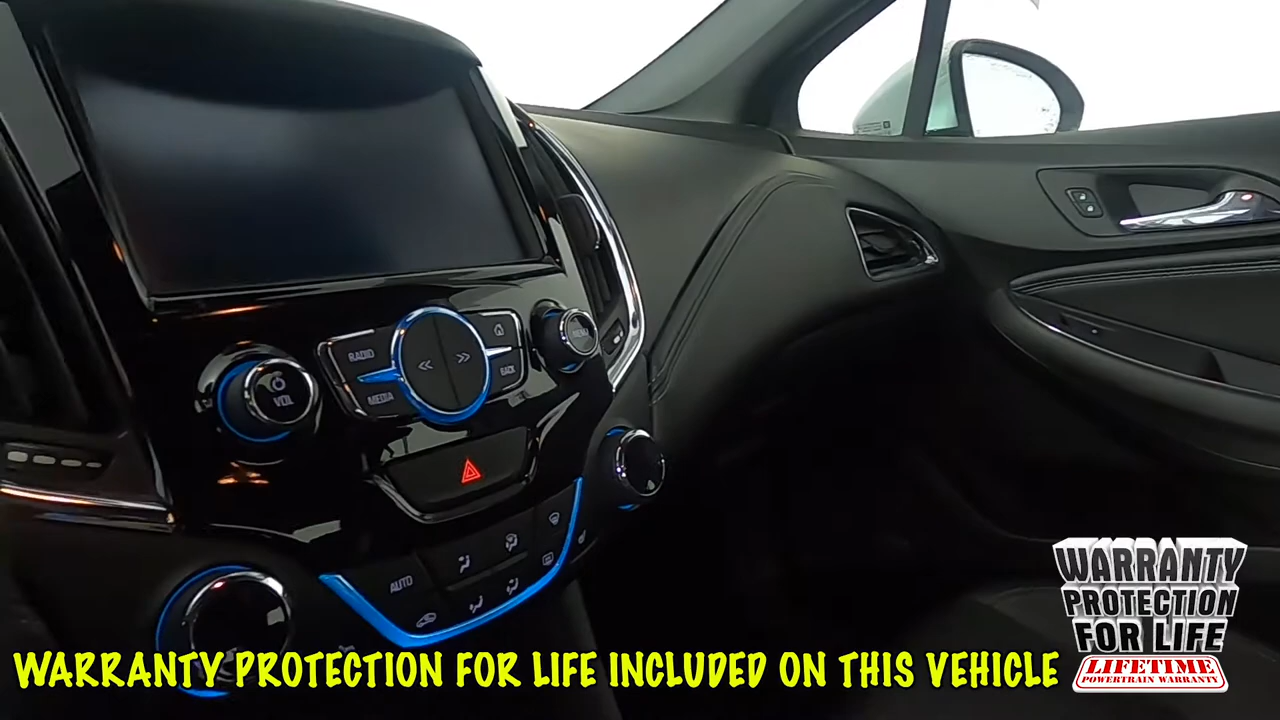 RADIO
MEDIA
VOL
MENU
BACK
AUTO
WARRANTY
PROTECTION
FOR LIFE
LIFETIME
POWERTRAIN WARRANTY
WARRANTY PROTECTION FOR LIFE INCLUDED ON THIS VEHICLE